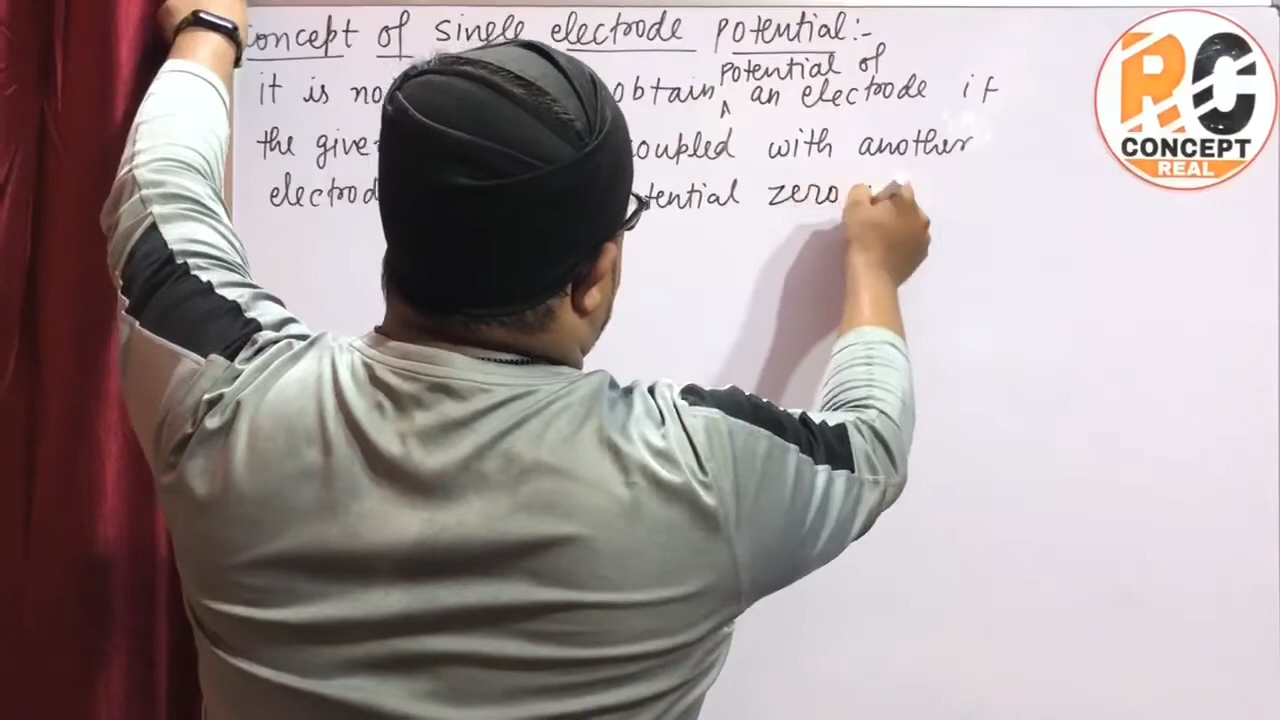 concept of single electrode potential:-
potential of
it is no obtain ^ an electrode if
the give coupled with another
electrod tential zero
RC
CONCEPT
REAL